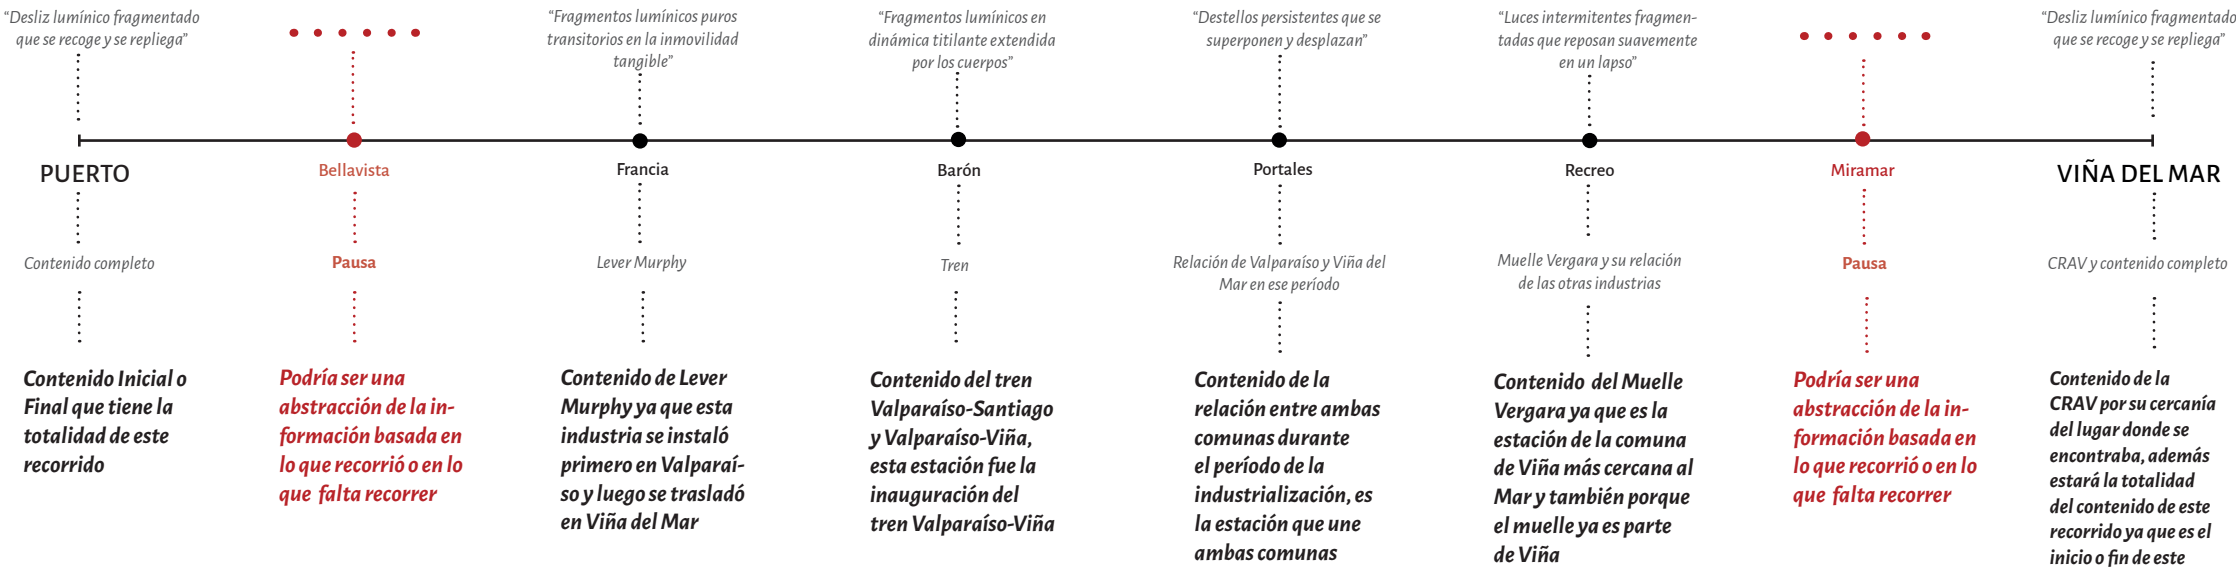 “Desliz lumínico fragmentado
que se recoge y se repliega”
“Fragmentos lumínicos puros
transitorios en la inmovilidad
tangible”
“Fragmentos lumínicos en
dinámica titilante extendida
por los cuerpos”
“Destellos persistentes que se
superponen y desplazan”
“Luces intermitentes fragmen-
tadas que reposan suavemente
en un lapso”
“Desliz lumínico fragmentado
que se recoge y se repliega”
PUERTO
Bellavista
Francia
Barón
Portales
Recreo
Miramar
VIÑA DEL MAR
Contenido completo
Pausa
Lever Murphy
Tren
Relación de Valparaíso y Viña del
Mar en ese período
Muelle Vergara y su relación
de las otras industrias
Pausa
CRAV y contenido completo
Contenido Inicial o
Final que tiene la
totalidad de este
recorrido
Podría ser una
abstracción de la in-
formación basada en
lo que recorrió o en lo
que falta recorrer
Contenido de Lever
Murphy ya que esta
industria se instaló
primero en Valparaí-
so y luego se trasladó
en Viña del Mar
Contenido del tren
Valparaíso-Santiago
y Valparaíso-Viña,
esta estación fue la
inauguración del
tren Valparaíso-Viña
Contenido de la
relación entre ambas
comunas durante
el período de la
industrialización, es
la estación que une
ambas comunas
Contenido del Muelle
Vergara ya que es la
estación de la comuna
de Viña más cercana al
Mar y también porque
el muelle ya es parte
de Viña
Podría ser una
abstracción de la in-
formación basada en
lo que recorrió o en lo
que falta recorrer
Contenido de la
CRAV por su cercanía
del lugar donde se
encontraba, además
estará la totalidad
del contenido de este
recorrido ya que es el
inicio o fin de este